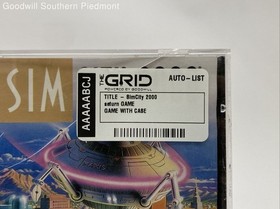 Goodwill Southern Piedmont
SIM
AAAAABCJ
THE GRID
POWERED BY GOODWILL
AUTO-LIST
TITLE - SimCity 2000
saturn GAME
GAME WITH CASE